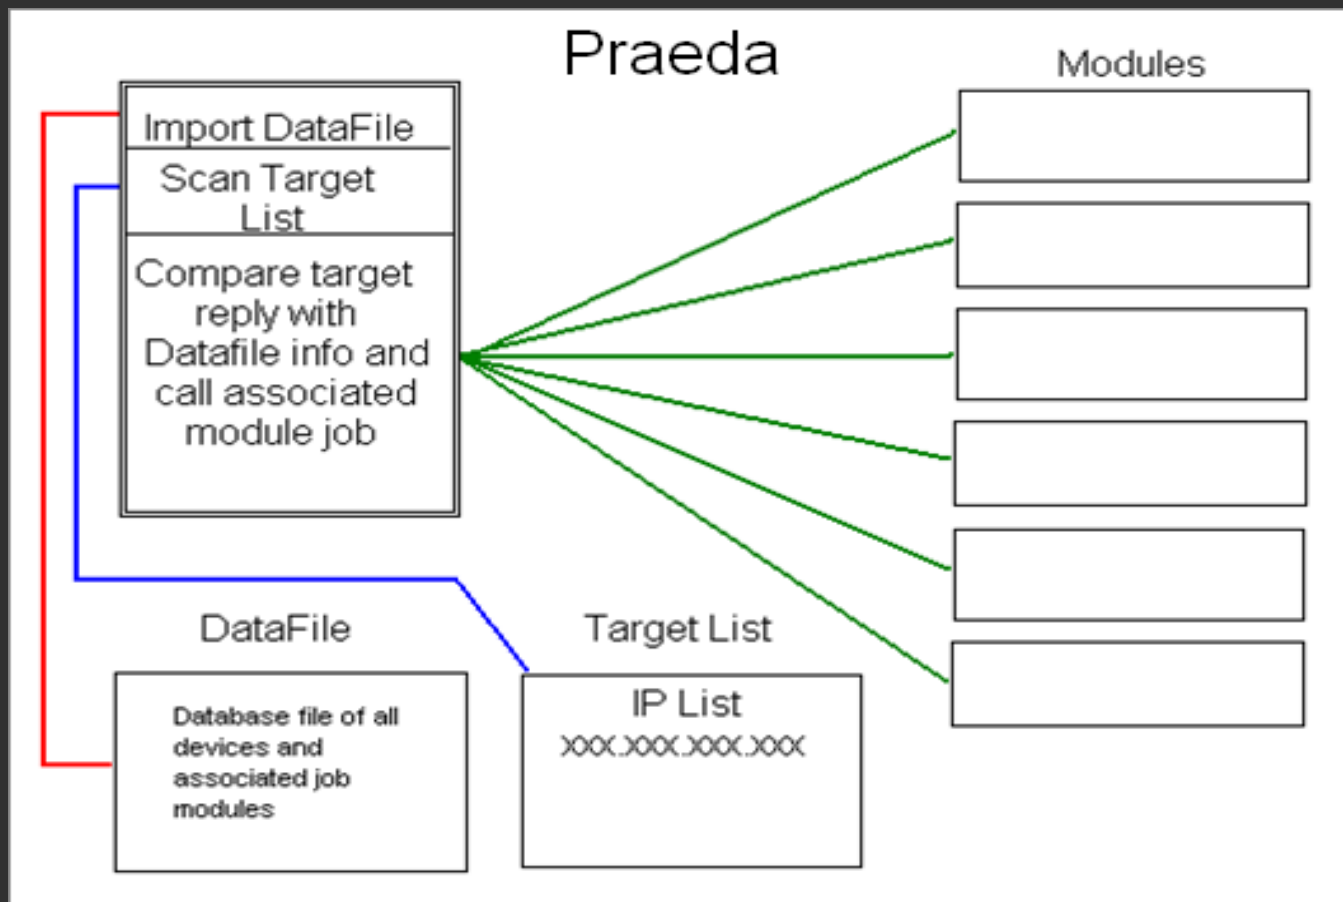 Praeda
Modules
Import DataFile
Scan Target
List
Compare target
reply with
Datafile info and
call associated
module job
DataFile
Database file of all
devices and
associated job
modules
Target List
IP List
XXX.XXX.XXX.XXX